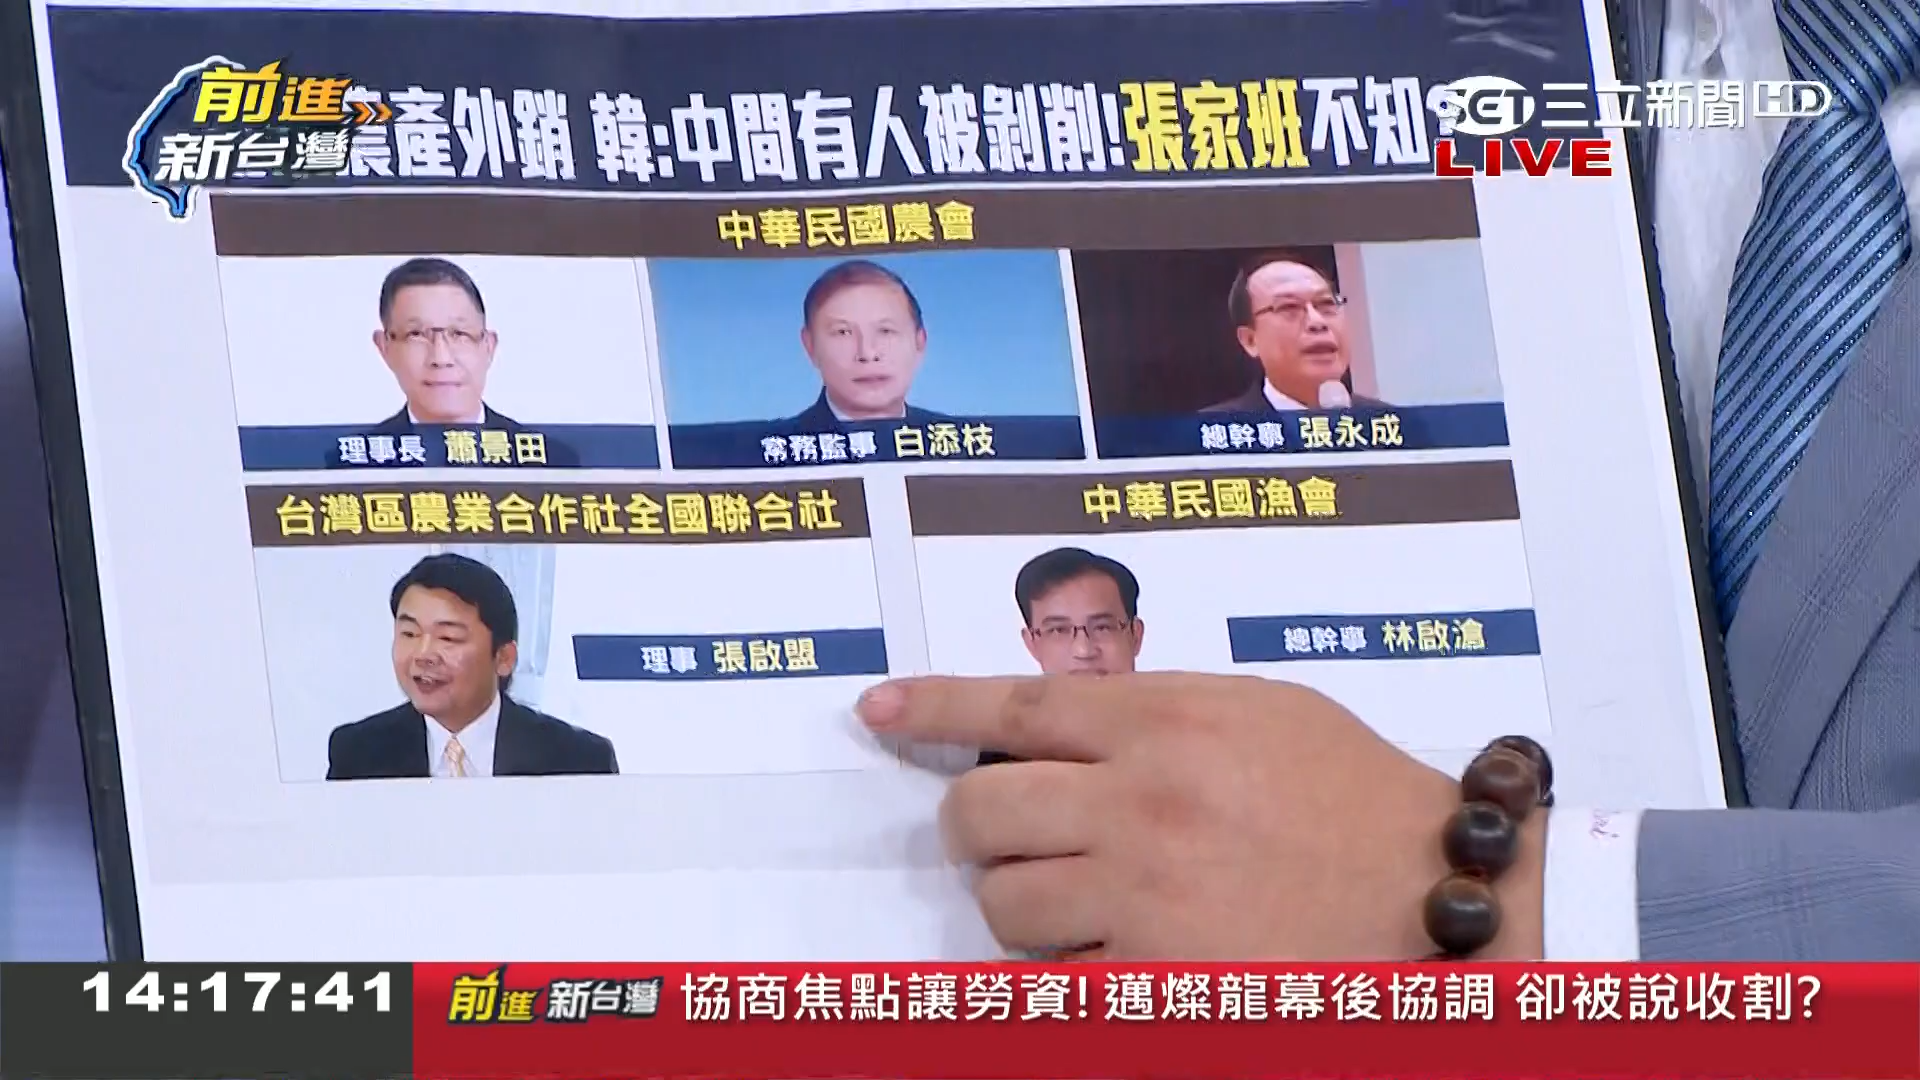 前進新台灣
農產外銷 韓:中間有人被剝削!張家班不知?
SET三立新聞HD
LIVE
中華民國農會
理事長 蕭景田
常務監事 白添枝
總幹事 張永成
台灣區農業合作社全國聯合社
中華民國漁會
理事 張啟盟
總幹事 林啟滄
14:17:41
前進新台灣 協商焦點讓勞資!邁燦龍幕後協調 卻被說收割?